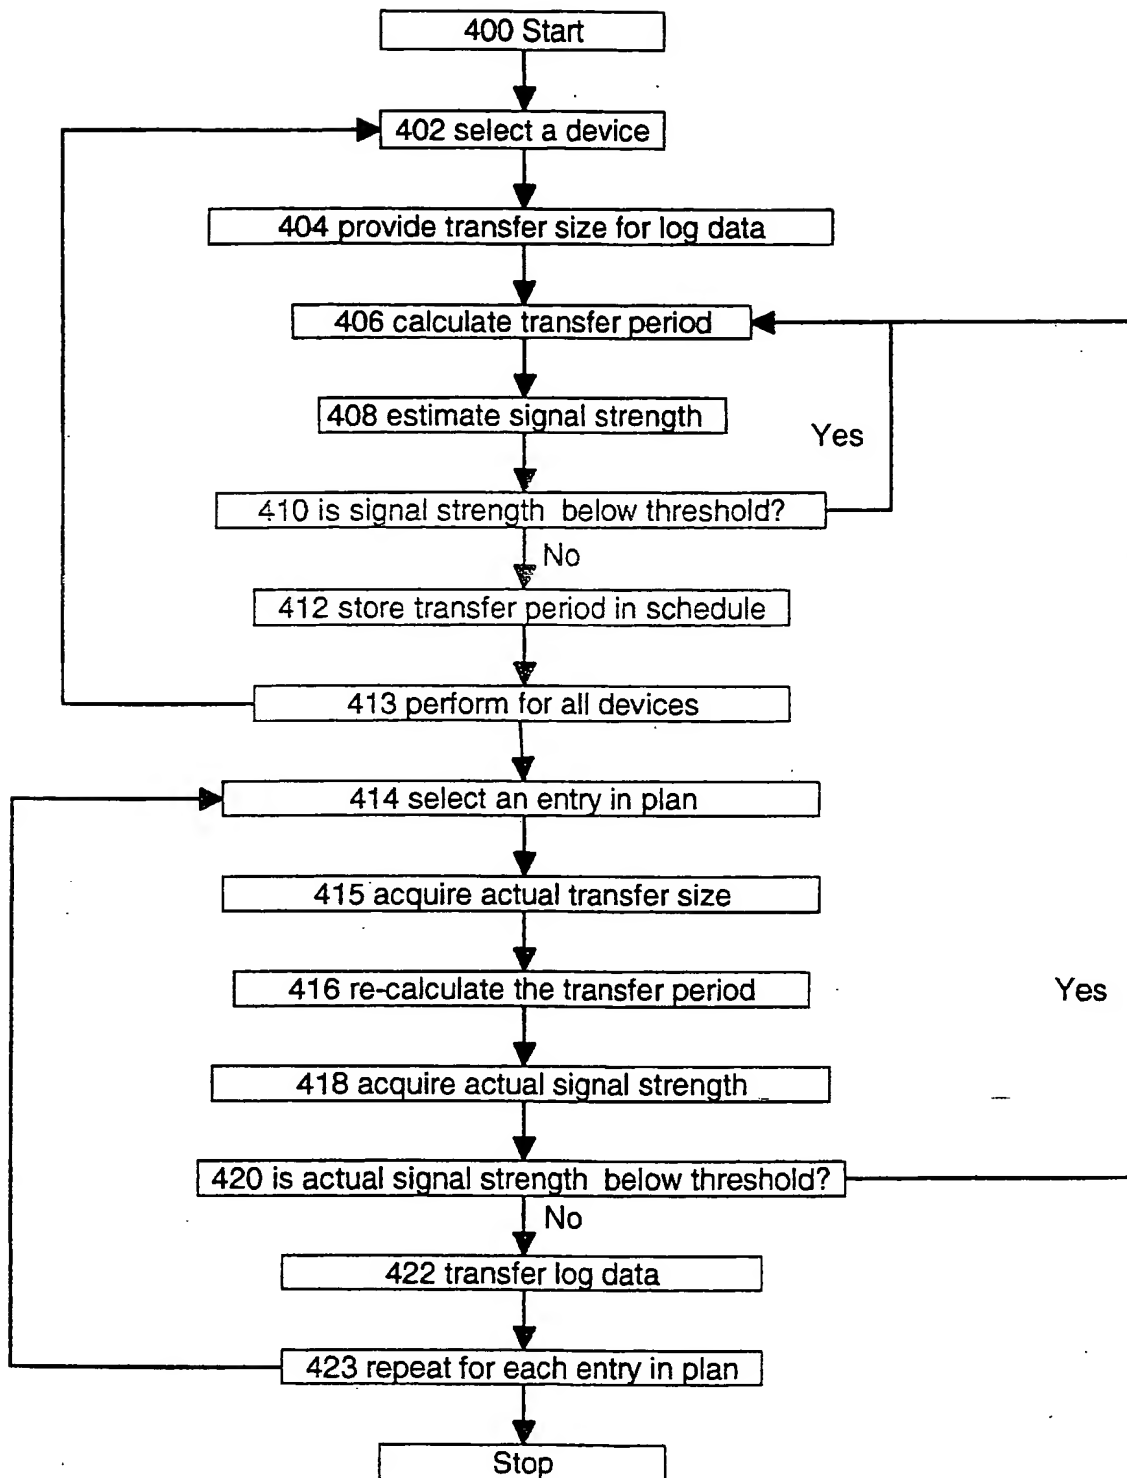 400 Start
402 select a device
404 provide transfer size for log data
406 calculate transfer period
408 estimate signal strength
Yes
410 is signal strength below threshold?
No
412 store transfer period in schedule
413 perform for all devices
414 select an entry in plan
415 acquire actual transfer size
416 re-calculate the transfer period
Yes
418 acquire actual signal strength
420 is actual signal strength below threshold?
No
422 transfer log data
423 repeat for each entry in plan
Stop